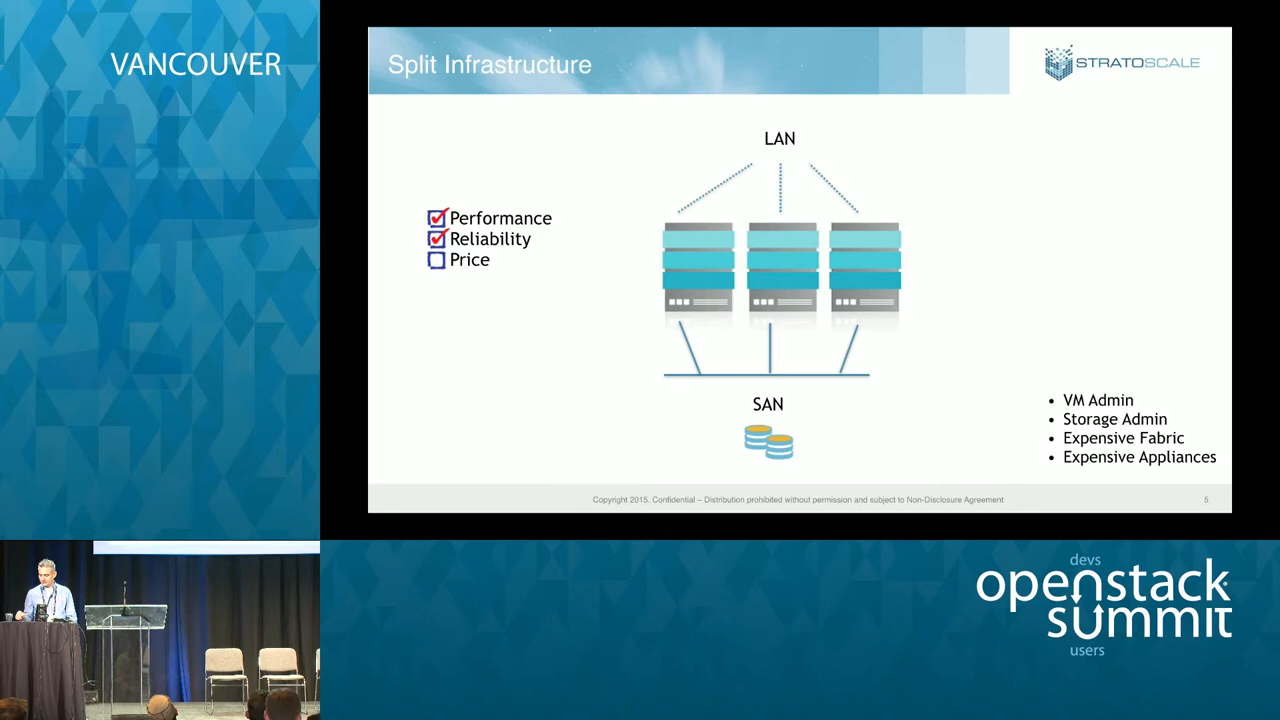 VANCOUVER
Split Infrastructure
STRATOSCALE
LAN
Performance
Reliability
Price
SAN
• VM Admin
• Storage Admin
• Expensive Fabric
• Expensive Appliances
Copyright 2015. Confidential – Distribution prohibited without permission and subject to Non-Disclosure Agreement
5
devs
openstack
summit
users